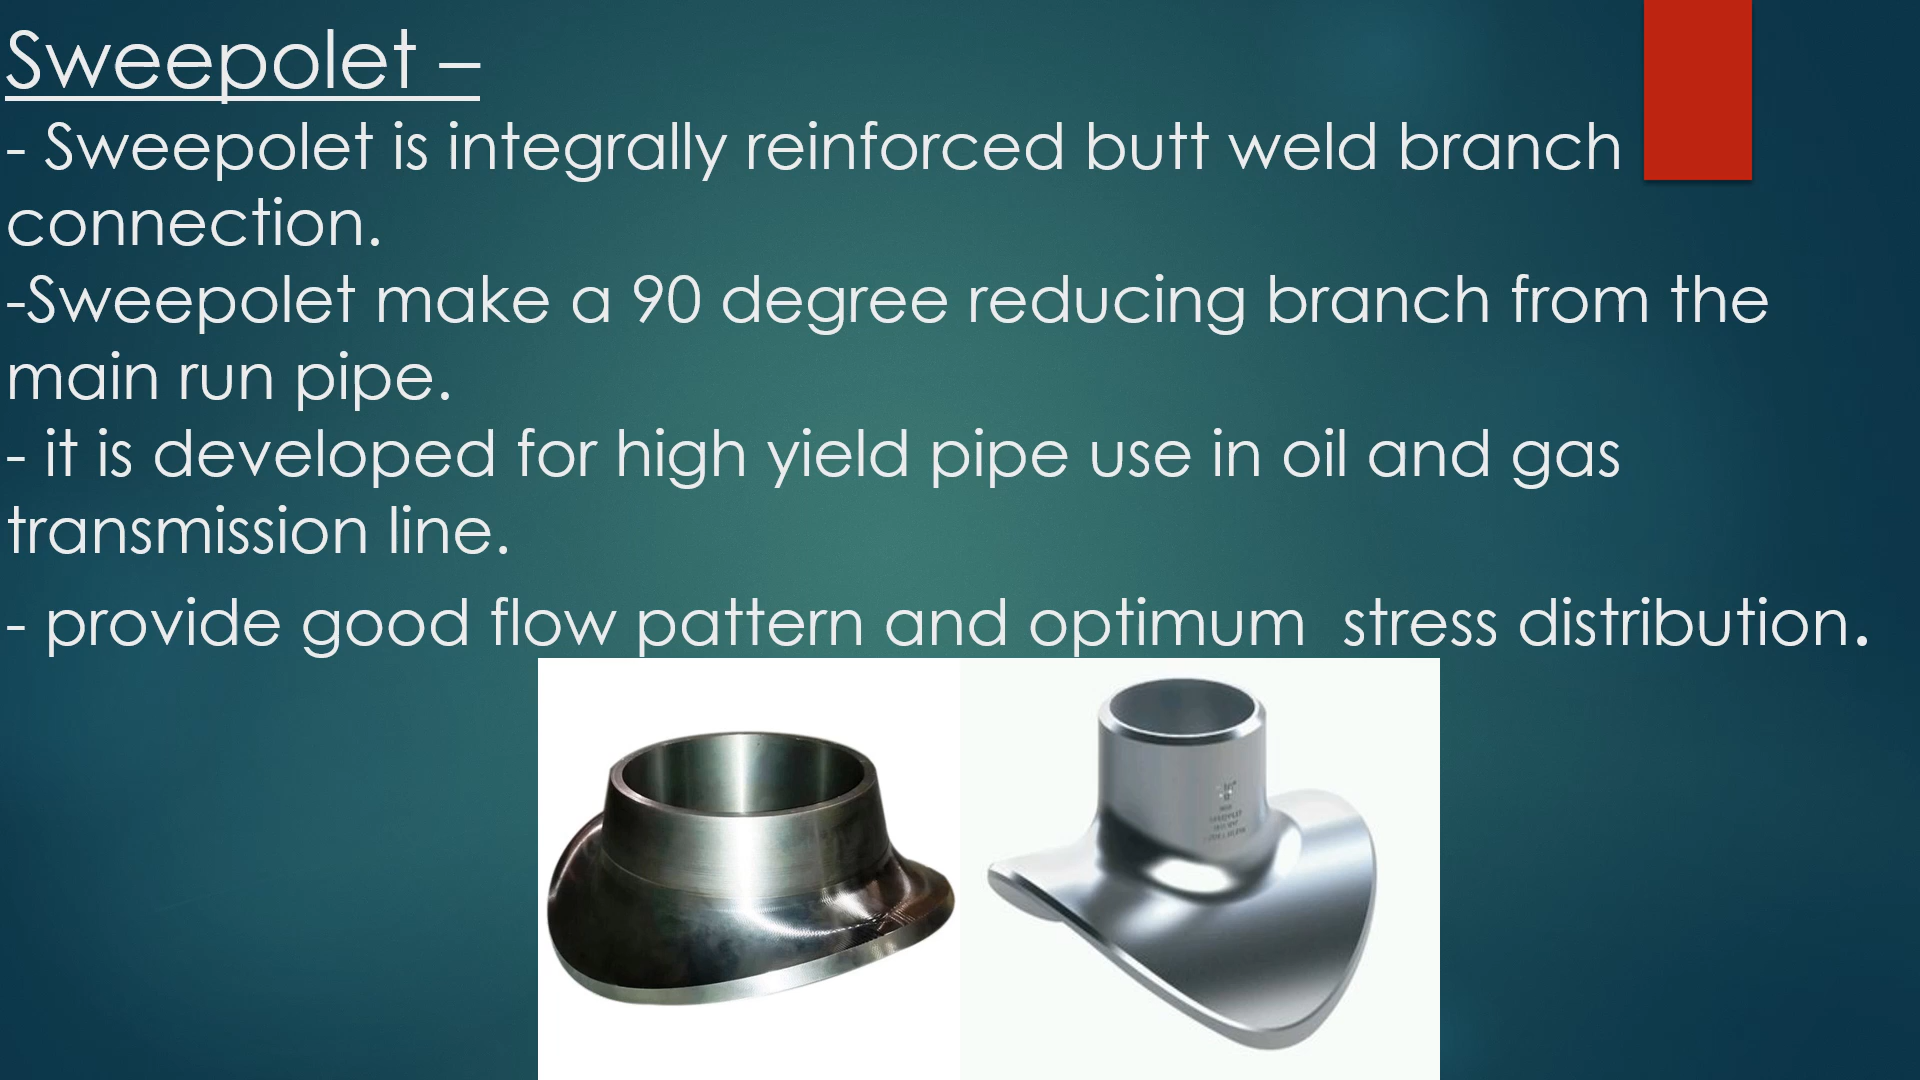 Sweepolet –
- Sweepolet is integrally reinforced butt weld branch
connection.
-Sweepolet make a 90 degree reducing branch from the
main run pipe.
- it is developed for high yield pipe use in oil and gas
transmission line.
- provide good flow pattern and optimum  stress distribution.